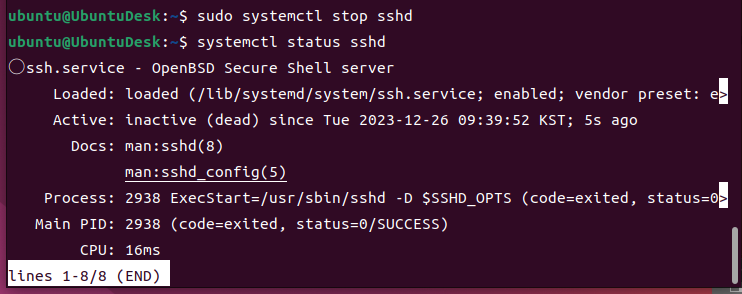 ubuntu@UbuntuDesk:~$ sudo systemctl stop sshd
ubuntu@UbuntuDesk:~$ systemctl status sshd
○ssh.service - OpenBSD Secure Shell server
Loaded: loaded (/lib/systemd/system/ssh.service; enabled; vendor preset: e>
Active: inactive (dead) since Tue 2023-12-26 09:39:52 KST; 5s ago
Docs: man:sshd(8)
man:sshd_config(5)
Process: 2938 ExecStart=/usr/sbin/sshd -D $SSHD_OPTS (code=exited, status=0>
Main PID: 2938 (code=exited, status=0/SUCCESS)
CPU: 16ms
lines 1-8/8 (END)